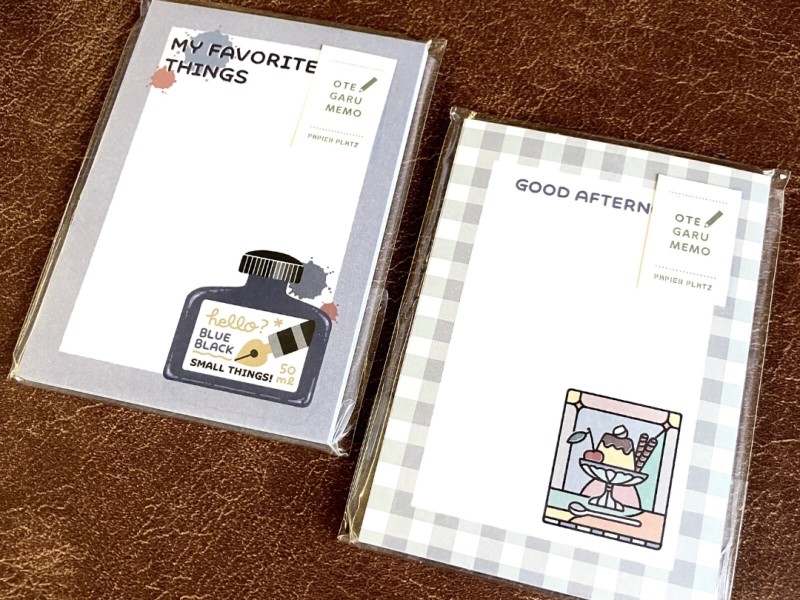 MY FAVORITE
THINGS
OTE
GARU
MEMO
PAPIER PLATZ
hello?*
BLUE
BLACK
SMALL THINGS!
50
ml
GOOD AFTERN
OTE
GARU
MEMO
PAPIER PLATZ